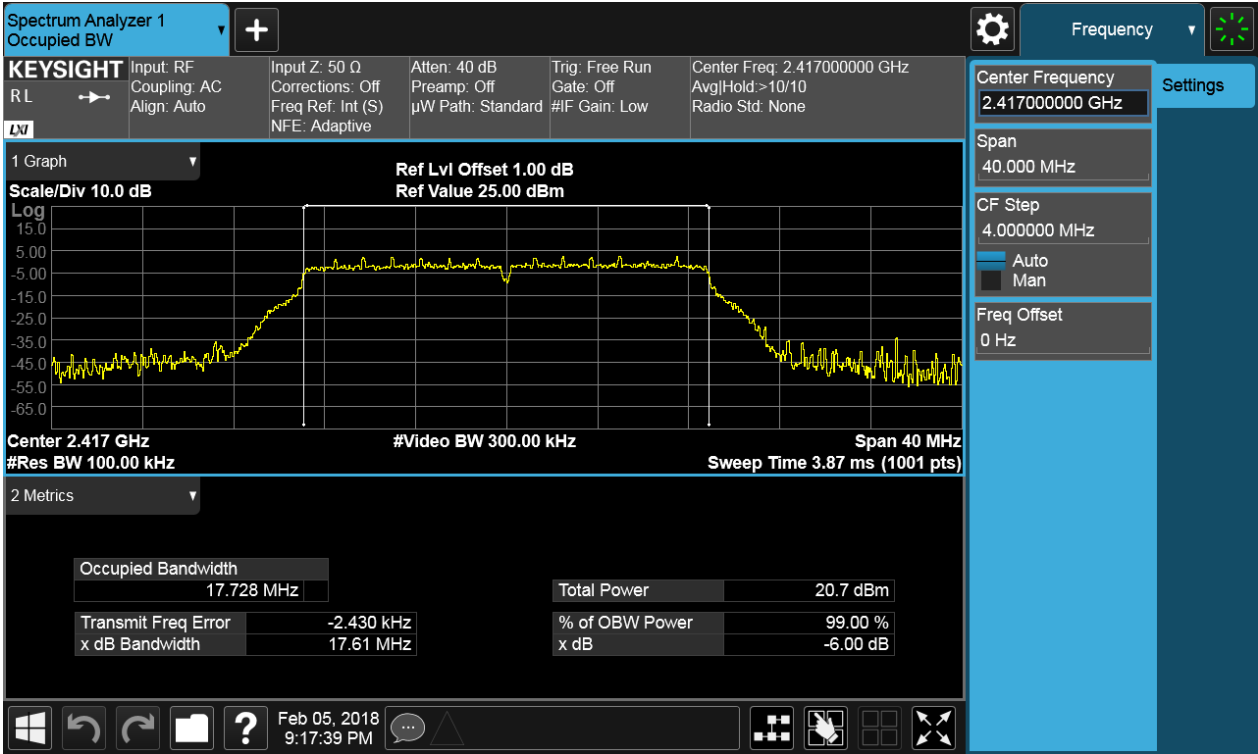 Spectrum Analyzer 1
Occupied BW
Frequency
KEYSIGHT
R L
LXI
Input: RF
Coupling: AC
Align: Auto
Input Z: 50 Ω
Corrections: Off
Freq Ref: Int (S)
NFE: Adaptive
Atten: 40 dB
Preamp: Off
µW Path: Standard
Trig: Free Run
Gate: Off
#IF Gain: Low
Center Freq: 2.417000000 GHz
Avg|Hold:>10/10
Radio Std: None
Center Frequency
2.417000000 GHz
Settings
Span
40.000 MHz
CF Step
4.000000 MHz
Auto
Man
Freq Offset
0 Hz
1 Graph
Ref Lvl Offset 1.00 dB
Scale/Div 10.0 dB
Ref Value 25.00 dBm
Log
15.0
5.00
-5.00
-15.0
-25.0
-35.0
-45.0
-55.0
-65.0
Center 2.417 GHz
#Video BW 300.00 kHz
Span 40 MHz
#Res BW 100.00 kHz
Sweep Time 3.87 ms (1001 pts)
2 Metrics
Occupied Bandwidth
17.728 MHz
Total Power 20.7 dBm
Transmit Freq Error -2.430 kHz
% of OBW Power 99.00 %
x dB Bandwidth 17.61 MHz
x dB -6.00 dB
?
Feb 05, 2018
9:17:39 PM